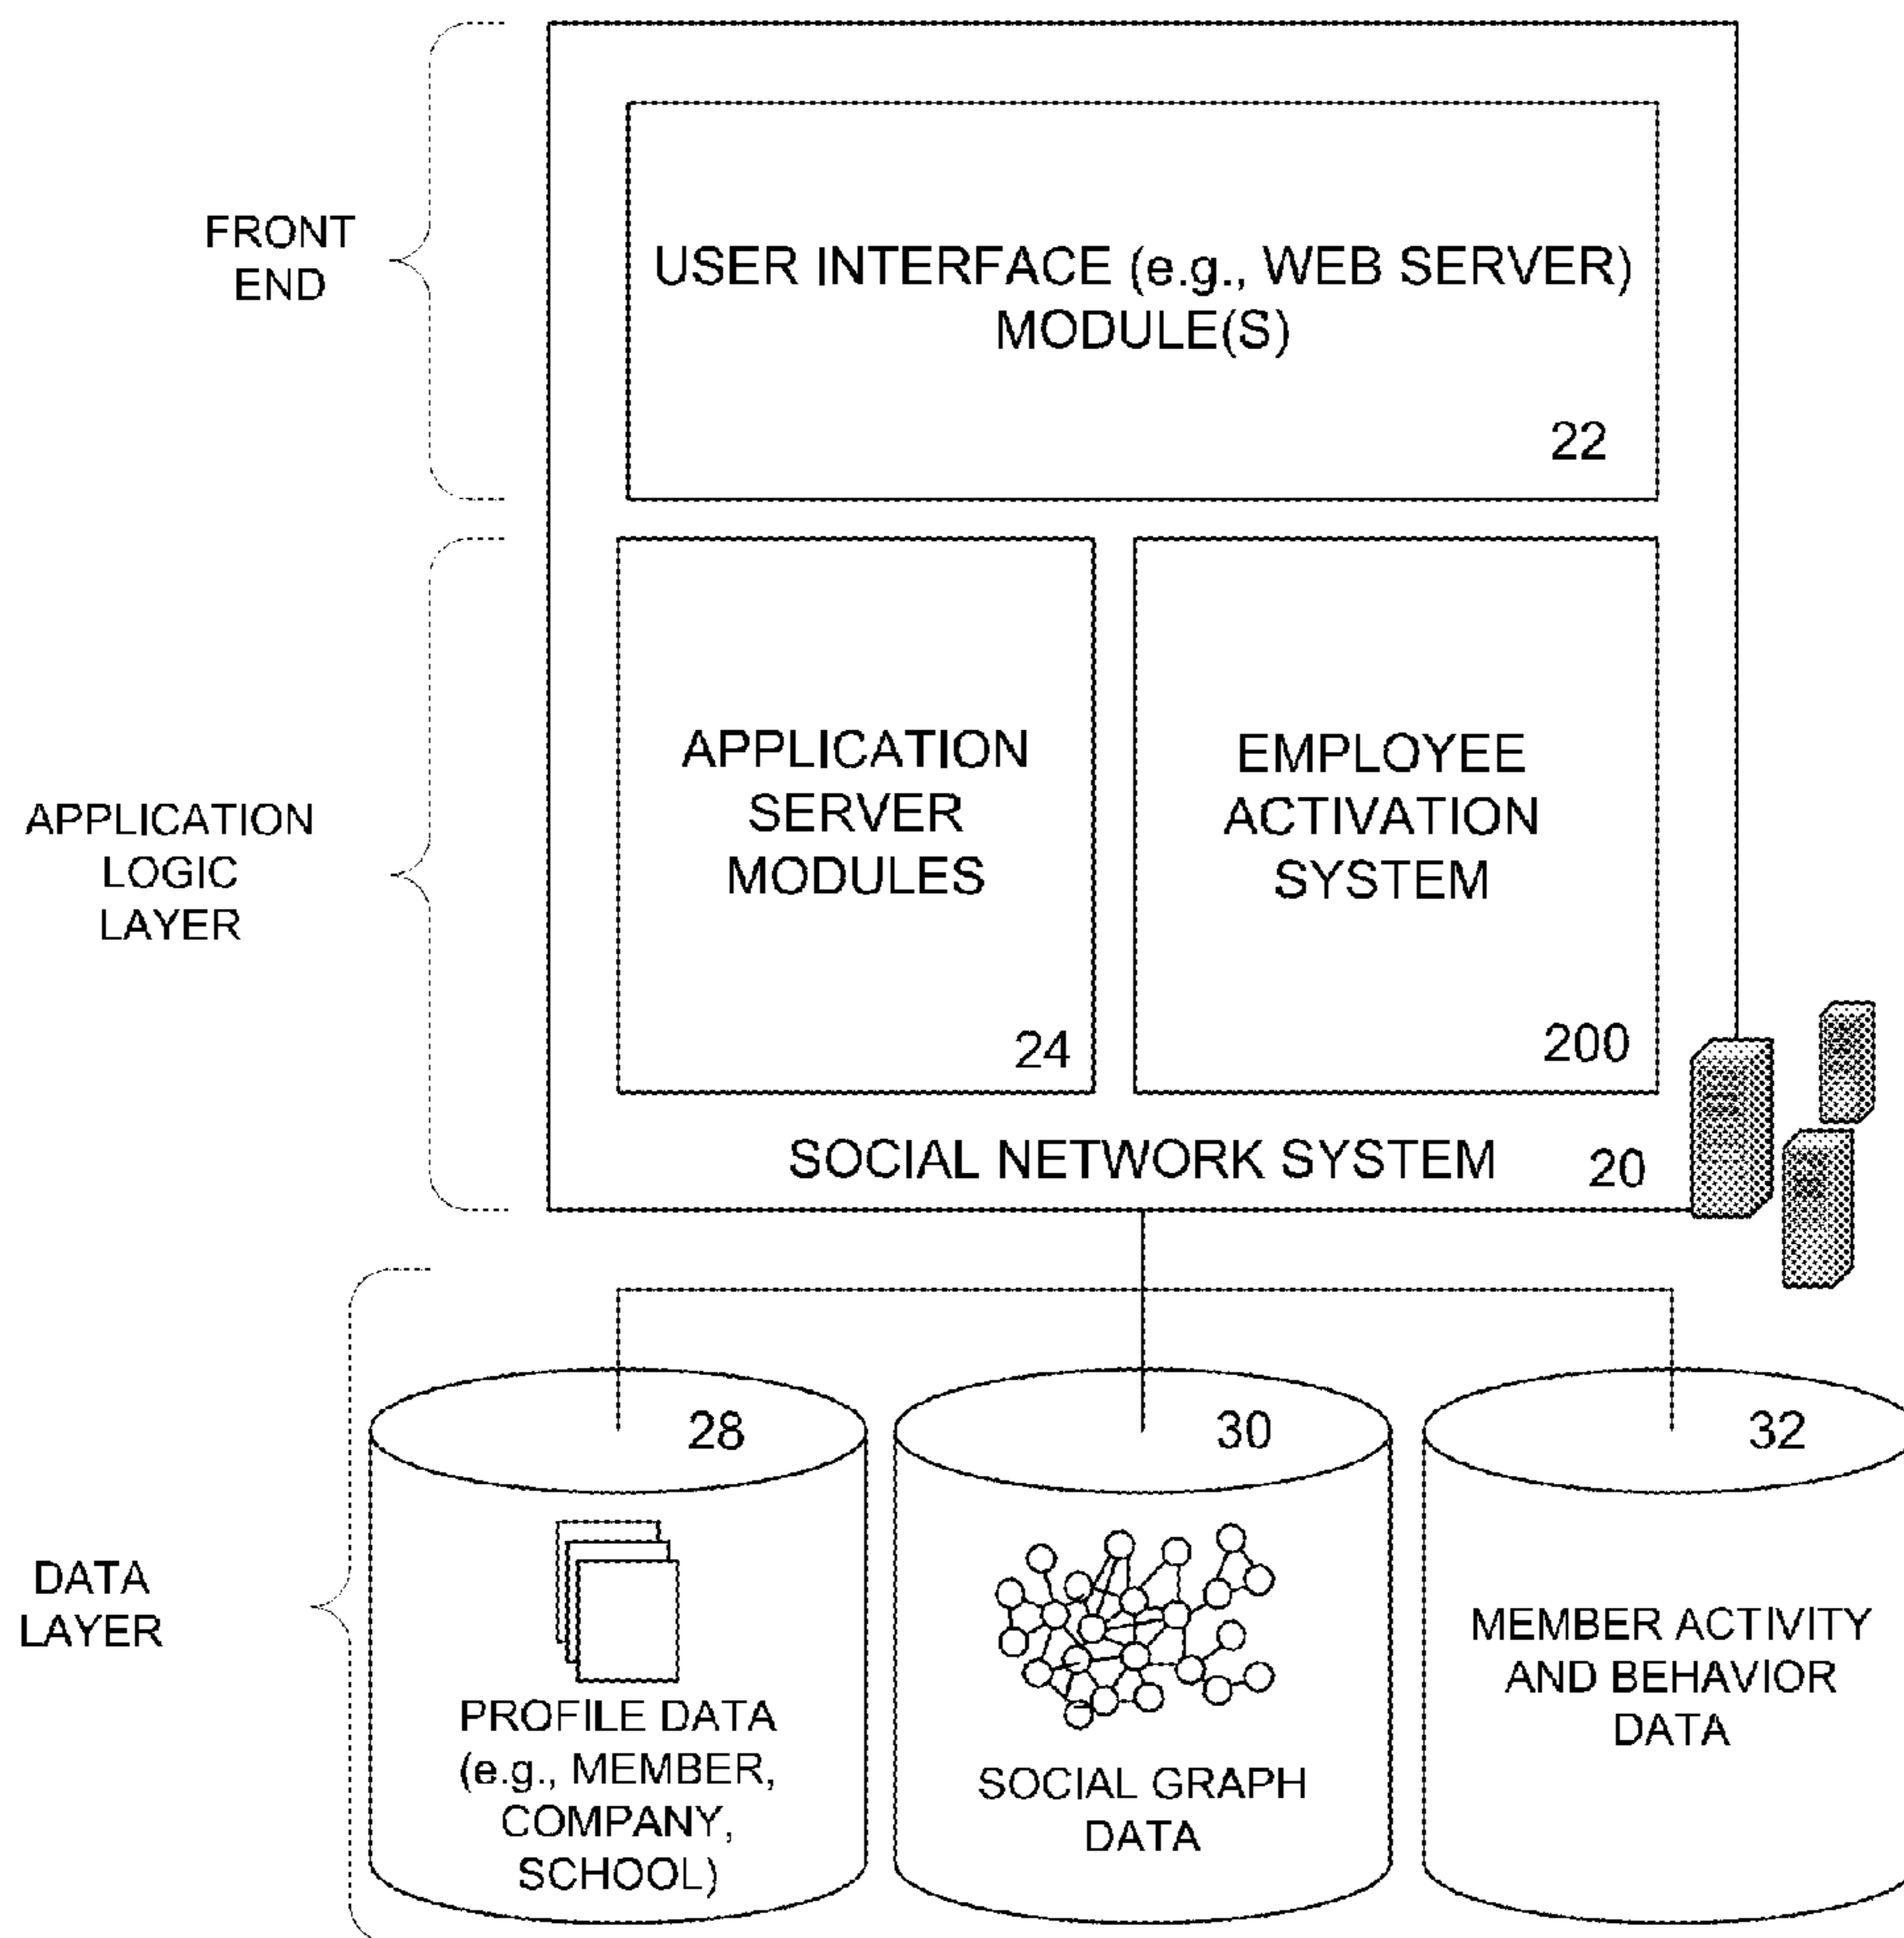 FRONT
END
USER INTERFACE (e.g., WEB SERVER)
MODULE(S)
22
APPLICATION
LOGIC
LAYER
APPLICATION
SERVER
MODULES
24
EMPLOYEE
ACTIVATION
SYSTEM
200
SOCIAL NETWORK SYSTEM
20
DATA
LAYER
28
PROFILE DATA
(e.g., MEMBER,
COMPANY,
SCHOOL)
30
SOCIAL GRAPH
DATA
32
MEMBER ACTIVITY
AND BEHAVIOR
DATA